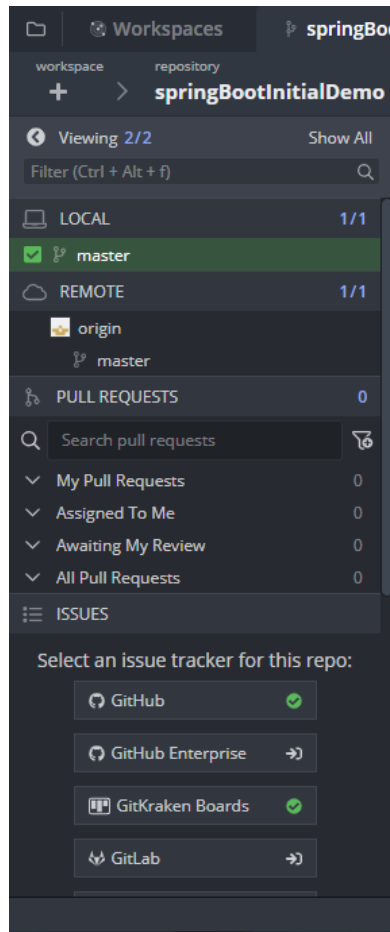 Workspaces springBo
workspace repository
springBootInitialDemo
Viewing 2/2 Show All
Filter (Ctrl + Alt + f)
LOCAL 1/1
master
REMOTE 1/1
origin
master
PULL REQUESTS 0
Search pull requests
My Pull Requests 0
Assigned To Me 0
Awaiting My Review 0
All Pull Requests 0
ISSUES
Select an issue tracker for this repo:
GitHub
GitHub Enterprise
GitKraken Boards
GitLab